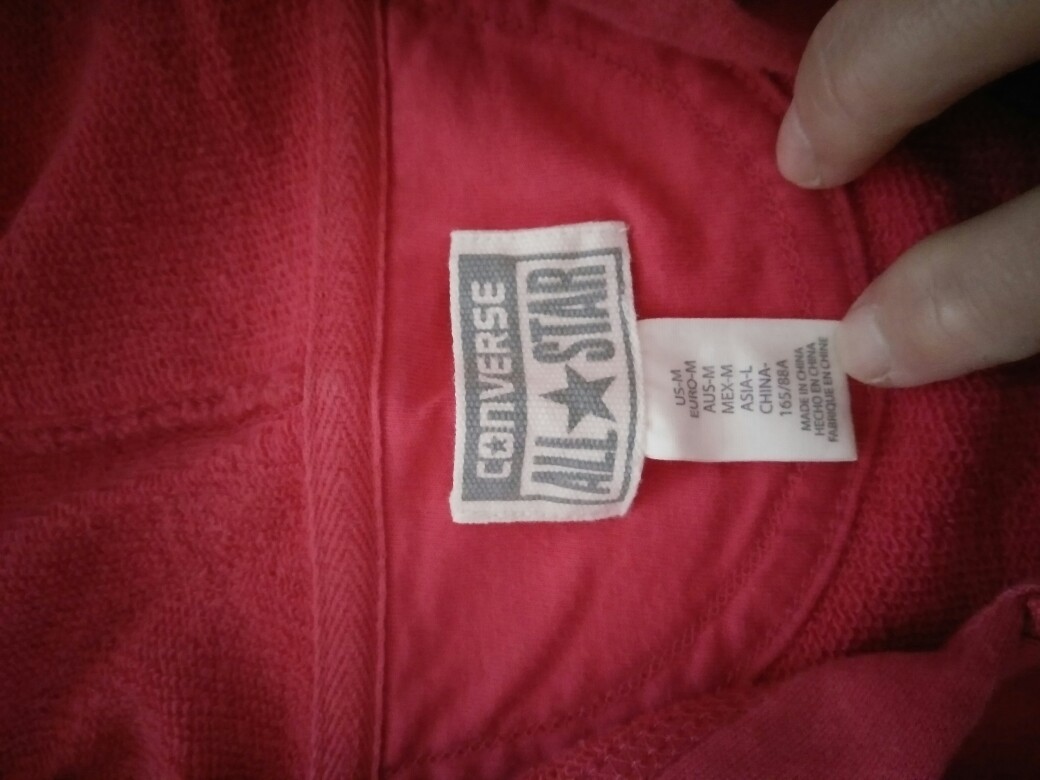 CONVERSE
ALL★STAR
US-M
EURO-M
AUS-M
MEX-M
ASIA-L
CHINA-
165/88A
MADE IN CHINA
HECHO EN CHINA
FABRIQUE EN CHINE